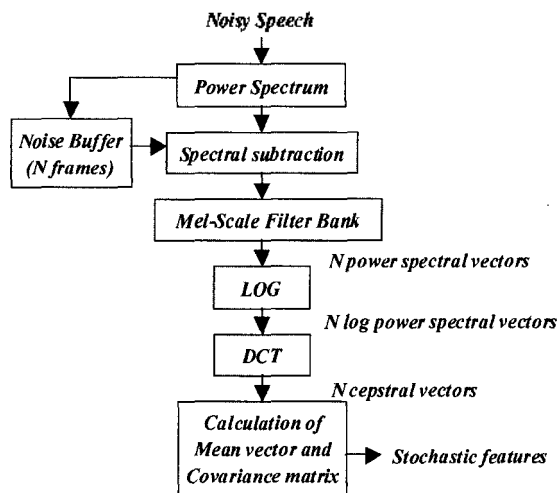 Noisy Speech
Power Spectrum
Noise Buffer
(N frames)
Spectral subtraction
Mel-Scale Filter Bank
N power spectral vectors
LOG
N log power spectral vectors
DCT
N cepstral vectors
Calculation of
Mean vector and
Covariance matrix
Stochastic features